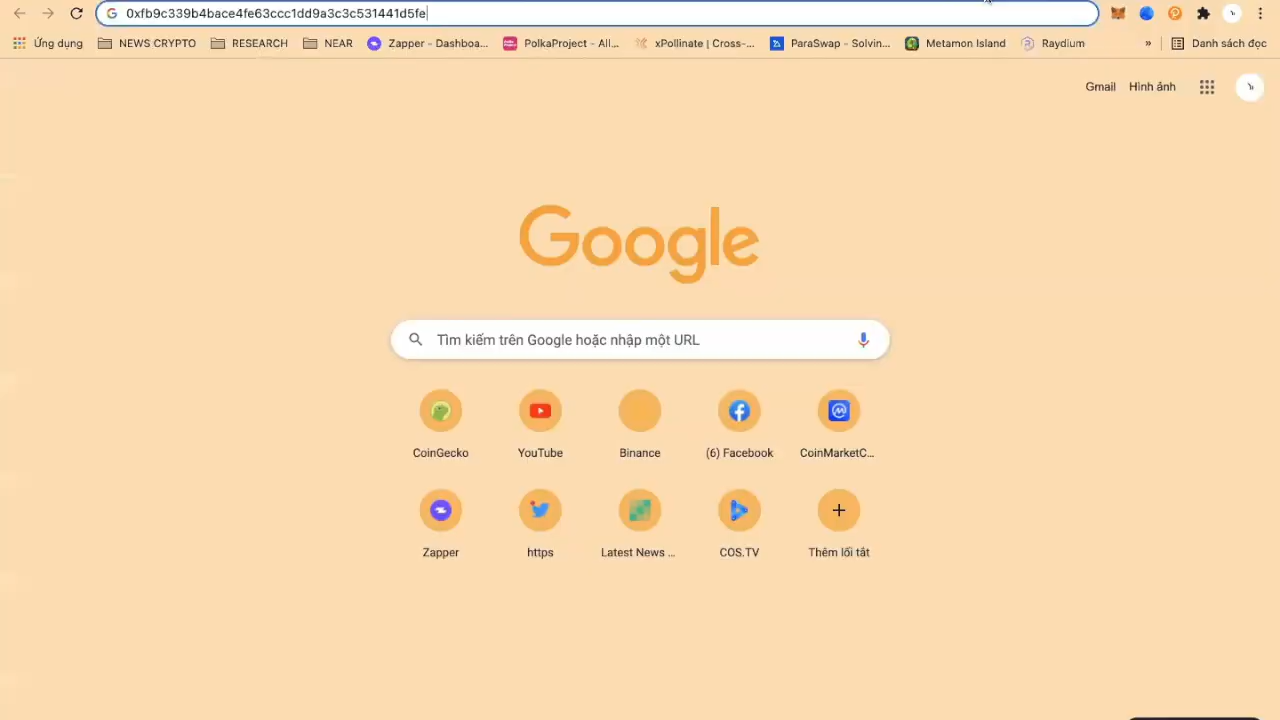 0xfb9c339b4bace4fe63ccc1dd9a3c3c531441d5fe
Ứng dụng NEWS CRYPTO RESEARCH NEAR Zapper - Dashboa... PolkaProject - All... xPollinate | Cross-... ParaSwap - Solvin... Metamon Island Raydium » Danh sách đọc
Gmail Hình ảnh
Google
Tìm kiếm trên Google hoặc nhập một URL
CoinGecko YouTube Binance (6) Facebook CoinMarketC...
Zapper https Latest News ... COS.TV Thêm lối tắt